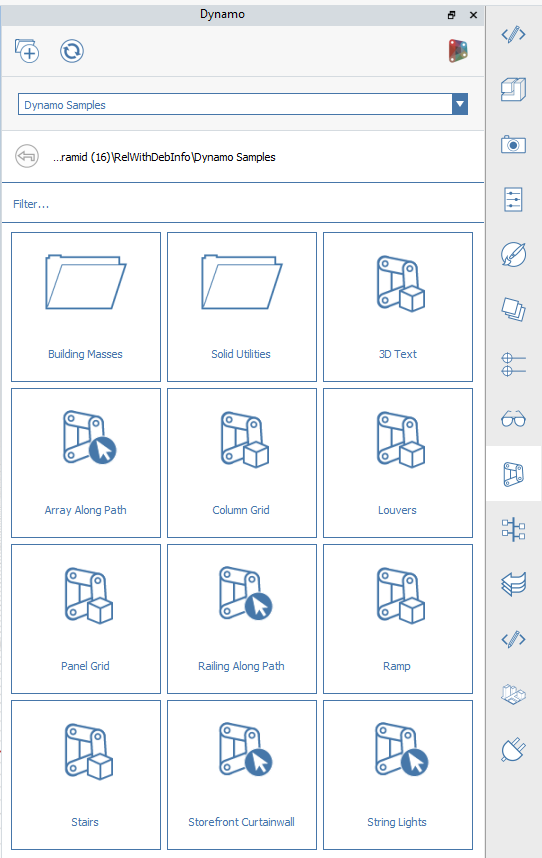 Dynamo
Dynamo Samples
...ramid (16)\RelWithDebInfo\Dynamo Samples
Filter...
Building Masses
Solid Utilities
3D Text
Array Along Path
Column Grid
Louvers
Panel Grid
Railing Along Path
Ramp
Stairs
Storefront Curtainwall
String Lights